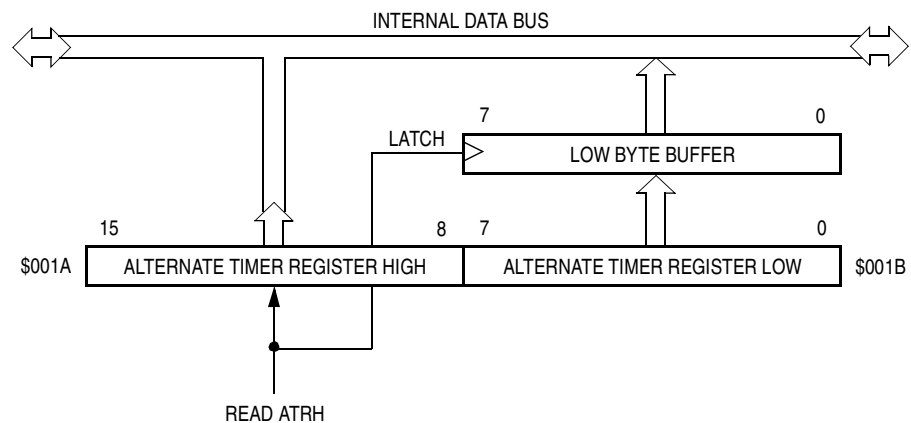 INTERNAL DATA BUS
7 0
LATCH
LOW BYTE BUFFER
15 8 7 0
$001A ALTERNATE TIMER REGISTER HIGH ALTERNATE TIMER REGISTER LOW $001B
READ ATRH